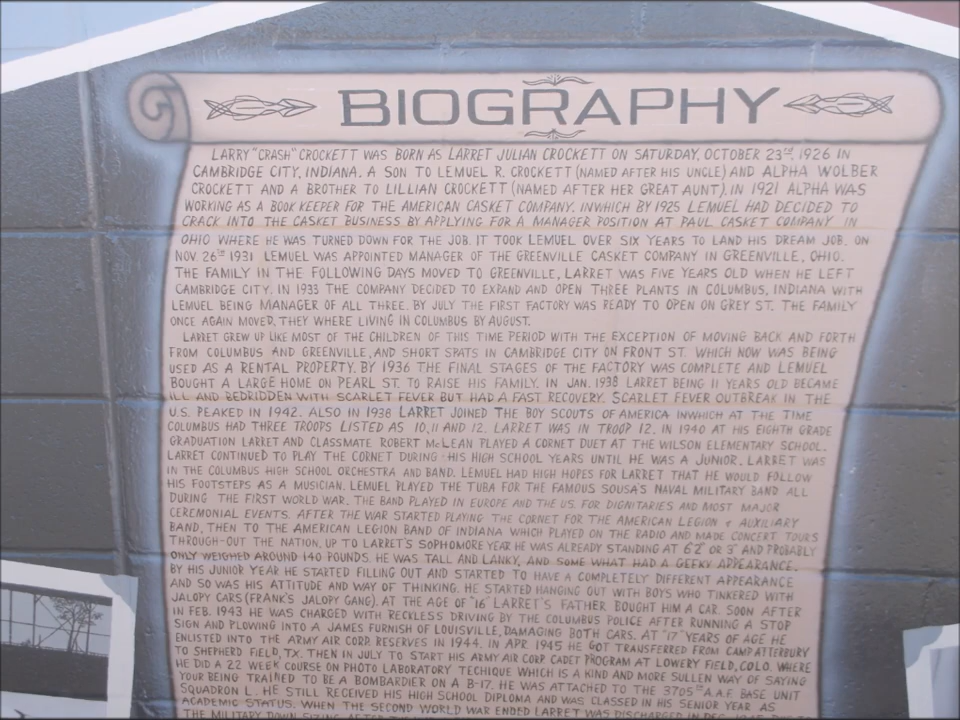 BIOGRAPHY
LARRY "CRASH" CROCKETT WAS BORN AS LARRET JULIAN CROCKETT ON SATURDAY, OCTOBER 23RD, 1926 IN
CAMBRIDGE CITY, INDIANA. A SON TO LEMUEL R. CROCKETT (NAMED AFTER HIS UNCLE) AND ALPHA WOLBER
CROCKETT AND A BROTHER TO LILLIAN CROCKETT (NAMED AFTER HER GREAT AUNT). IN 1921 ALPHA WAS
WORKING AS A BOOK KEEPER FOR THE AMERICAN CASKET COMPANY. INWHICH BY 1925 LEMUEL HAD DECIDED TO
CRACK INTO THE CASKET BUSINESS BY APPLYING FOR A MANAGER POSITION AT PAUL CASKET COMPANY IN
OHIO WHERE HE WAS TURNED DOWN FOR THE JOB. IT TOOK LEMUEL OVER SIX YEARS TO LAND HIS DREAM JOB. ON
NOV. 26TH 1931 LEMUEL WAS APPOINTED MANAGER OF THE GREENVILLE CASKET COMPANY IN GREENVILLE, OHIO.
THE FAMILY IN THE FOLLOWING DAYS MOVED TO GREENVILLE, LARRET WAS FIVE YEARS OLD WHEN HE LEFT
CAMBRIDGE CITY. IN 1933 THE COMPANY DECIDED TO EXPAND AND OPEN THREE PLANTS IN COLUMBUS, INDIANA WITH
LEMUEL BEING MANAGER OF ALL THREE. BY JULY THE FIRST FACTORY WAS READY TO OPEN ON GREY ST. THE FAMILY
ONCE AGAIN MOVED, THEY WHERE LIVING IN COLUMBUS BY AUGUST.
LARRET GREW UP LIKE MOST OF THE CHILDREN OF THIS TIME PERIOD WITH THE EXCEPTION OF MOVING BACK AND FORTH
FROM COLUMBUS AND GREENVILLE, AND SHORT SPATS IN CAMBRIDGE CITY ON FRONT ST. WHICH NOW WAS BEING
USED AS A RENTAL PROPERTY. BY 1936 THE FINAL STAGES OF THE FACTORY WAS COMPLETE AND LEMUEL
BOUGHT A LARGE HOME ON PEARL ST. TO RAISE HIS FAMILY. IN JAN. 1938 LARRET BEING 11 YEARS OLD BECAME
ILL AND BEDRIDDEN WITH SCARLET FEVER BUT HAD A FAST RECOVERY. SCARLET FEVER OUTBREAK IN THE
U.S. PEAKED IN 1942. ALSO IN 1938 LARRET JOINED THE BOY SCOUTS OF AMERICA INWHICH AT THE TIME
COLUMBUS HAD THREE TROOPS LISTED AS 10, 11 AND 12. LARRET WAS IN TROOP 12. IN 1940 AT HIS EIGHTH GRADE
GRADUATION LARRET AND CLASSMATE ROBERT McLEAN PLAYED A CORNET DUET AT THE WILSON ELEMENTARY SCHOOL.
LARRET CONTINUED TO PLAY THE CORNET DURING HIS HIGH SCHOOL YEARS UNTIL HE WAS A JUNIOR. LARRET WAS
IN THE COLUMBUS HIGH SCHOOL ORCHESTRA AND BAND. LEMUEL HAD HIGH HOPES FOR LARRET THAT HE WOULD FOLLOW
HIS FOOTSTEPS AS A MUSICIAN. LEMUEL PLAYED THE TUBA FOR THE FAMOUS SOUSA'S NAVAL MILITARY BAND ALL
DURING THE FIRST WORLD WAR. THE BAND PLAYED IN EUROPE AND THE US. FOR DIGNITARIES AND MOST MAJOR
CEREMONIAL EVENTS. AFTER THE WAR STARTED PLAYING THE CORNET FOR THE AMERICAN LEGION & AUXILIARY
BAND, THEN TO THE AMERICAN LEGION BAND OF INDIANA WHICH PLAYED ON THE RADIO AND MADE CONCERT TOURS
THROUGH-OUT THE NATION. UP TO LARRET'S SOPHOMORE YEAR HE WAS ALREADY STANDING AT 6'2" OR 3" AND PROBABLY
ONLY WEIGHED AROUND 140 POUNDS. HE WAS TALL AND LANKY, AND SOME WHAT HAD A GEEKY APPEARANCE.
BY HIS JUNIOR YEAR HE STARTED FILLING OUT AND STARTED TO HAVE A COMPLETELY DIFFERENT APPEARANCE
AND SO WAS HIS ATTITUDE AND WAY OF THINKING. HE STARTED HANGING OUT WITH BOYS WHO TINKERED WITH
JALOPY CARS (FRANK'S JALOPY GANG). AT THE AGE OF "16" LARRET'S FATHER BOUGHT HIM A CAR. SOON AFTER
IN FEB. 1943 HE WAS CHARGED WITH RECKLESS DRIVING BY THE COLUMBUS POLICE AFTER RUNNING A STOP
SIGN AND PLOWING INTO A JAMES FURNISH OF LOUISVILLE, DAMAGING BOTH CARS. AT "17" YEARS OF AGE HE
ENLISTED INTO THE ARMY AIR CORP. RESERVES IN 1944. IN APR. 1945 HE GOT TRANSFERRED FROM CAMP ATTERBURY
TO SHEPHERD FIELD, TX. THEN IN JULY TO START HIS ARMY AIR CORP CADET PROGRAM AT LOWERY FIELD, COLO. WHERE
HE DID A 22 WEEK COURSE ON PHOTO LABORATORY TECHIQUE WHICH IS A KIND AND MORE SULLEN WAY OF SAYING
YOUR BEING TRAINED TO BE A BOMBARDIER ON A B-17. HE WAS ATTACHED TO THE 3705TH A.A.F. BASE UNIT
SQUADRON L. HE STILL RECEIVED HIS HIGH SCHOOL DIPLOMA AND WAS CLASSED IN HIS SENIOR YEAR AS
ACADEMIC STATUS. WHEN THE SECOND WORLD WAR ENDED LARRET WAS DISCHARGED IN DEC.
THE MILITARY DOWN SIZING AFTER